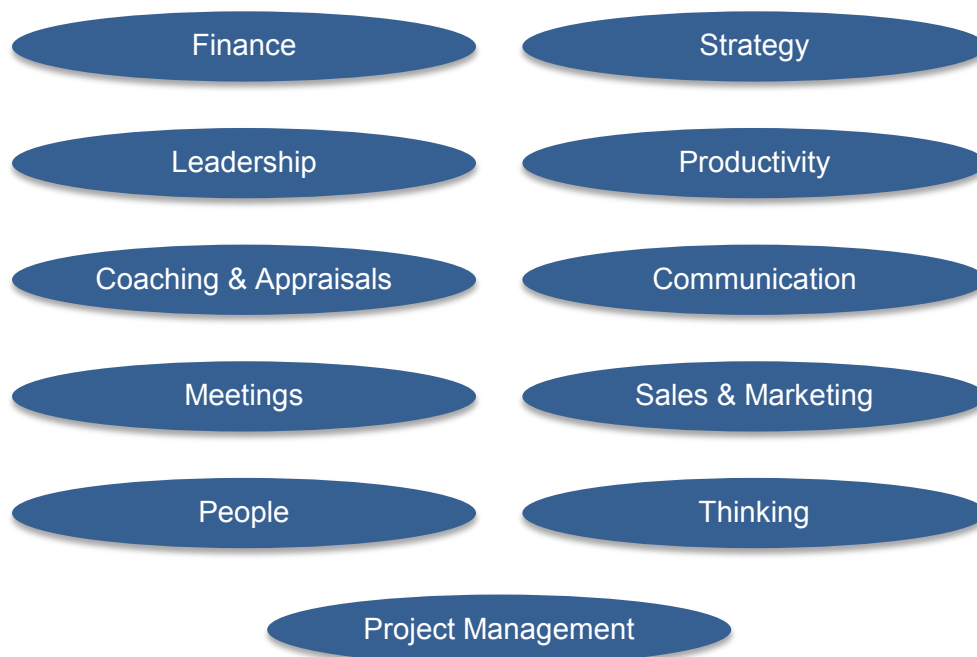 Finance
Strategy
Leadership
Productivity
Coaching & Appraisals
Communication
Meetings
Sales & Marketing
People
Thinking
Project Management